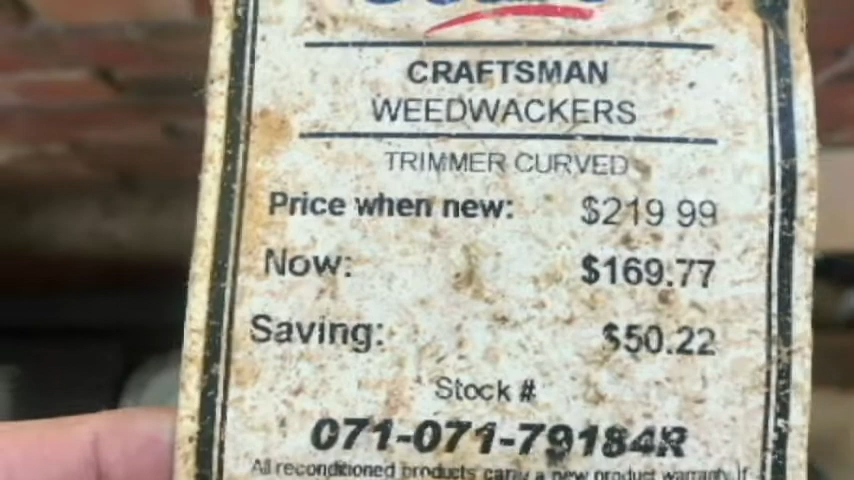 CRAFTSMAN
WEEDWACKERS
TRIMMER CURVED
Price when new: $219 99
Now: $169.77
Saving: $50.22
Stock #
071-071-79184R
All reconditioned products carry a new product warranty. If